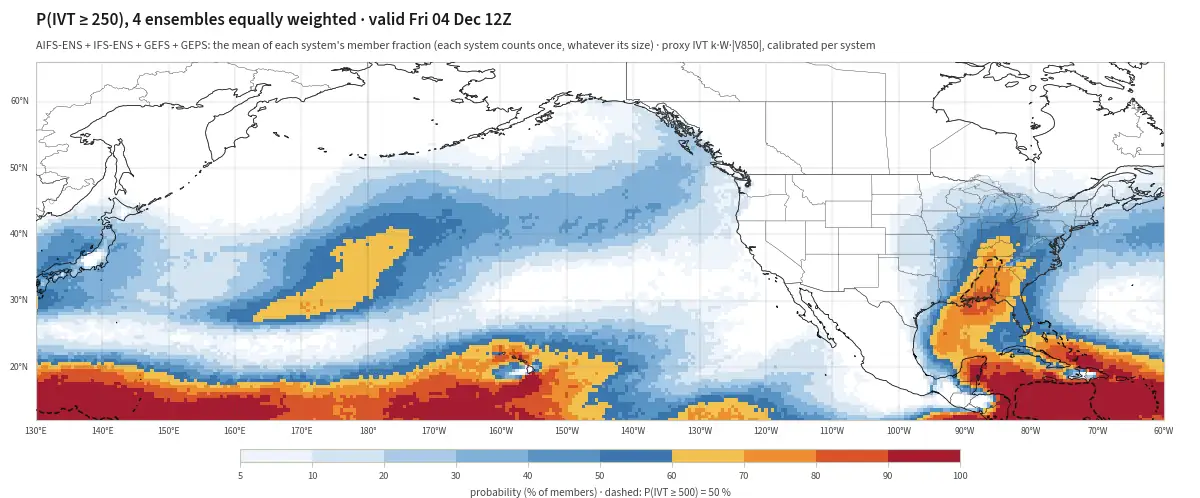 P(IVT ≥ 250), 4 ensembles equally weighted · valid Fri 04 Dec 12Z
AIFS-ENS + IFS-ENS + GEFS + GEPS: the mean of each system's member fraction (each system counts once, whatever its size) · proxy IVT k·W·|V850|, calibrated per system
60°N
50°N
40°N
30°N
20°N
130°E 140°E 150°E 160°E 170°E 180° 170°W 160°W 150°W 140°W 130°W 120°W 110°W 100°W 90°W 80°W 70°W 60°W
5 10 20 30 40 50 60 70 80 90 100
probability (% of members) · dashed: P(IVT ≥ 500) = 50 %